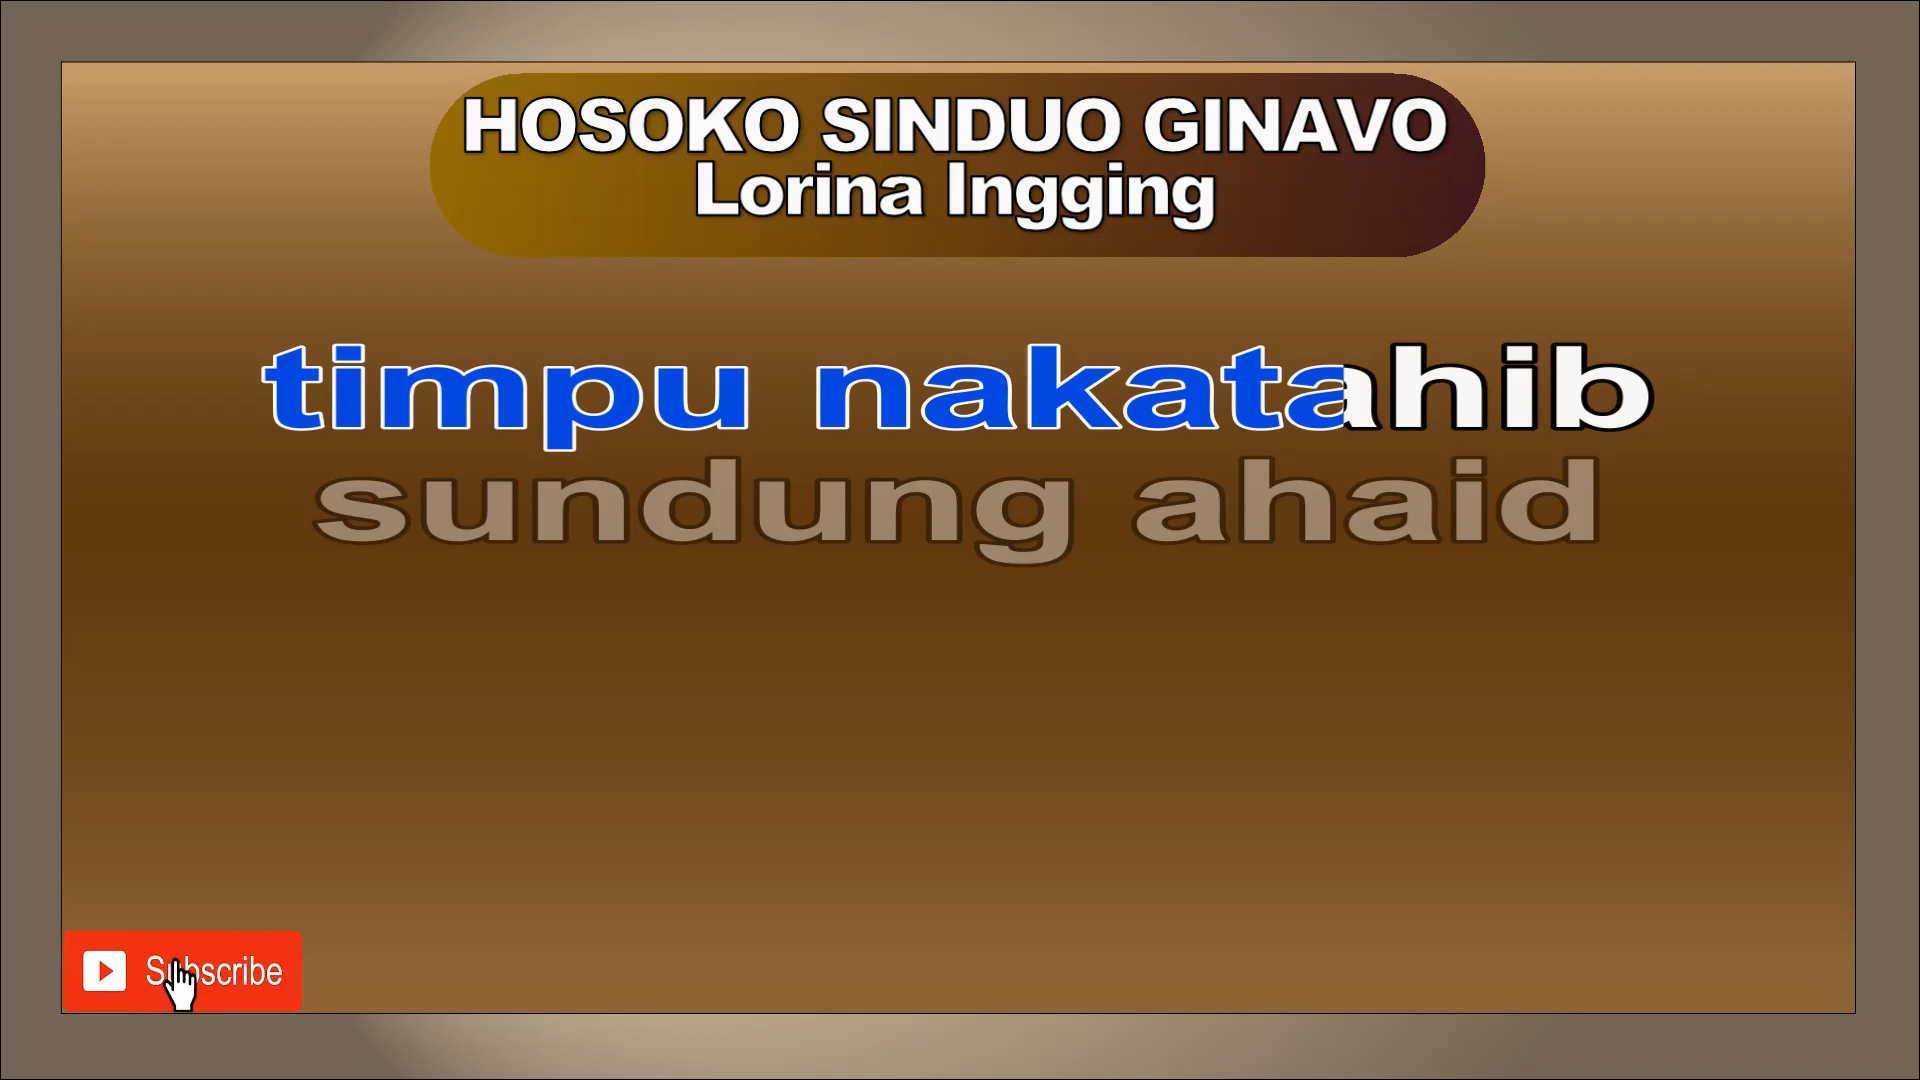 HOSOKO SINDUO GINAVO
Lorina Ingging
timpu nakatahib
sundung ahaid
Subscribe